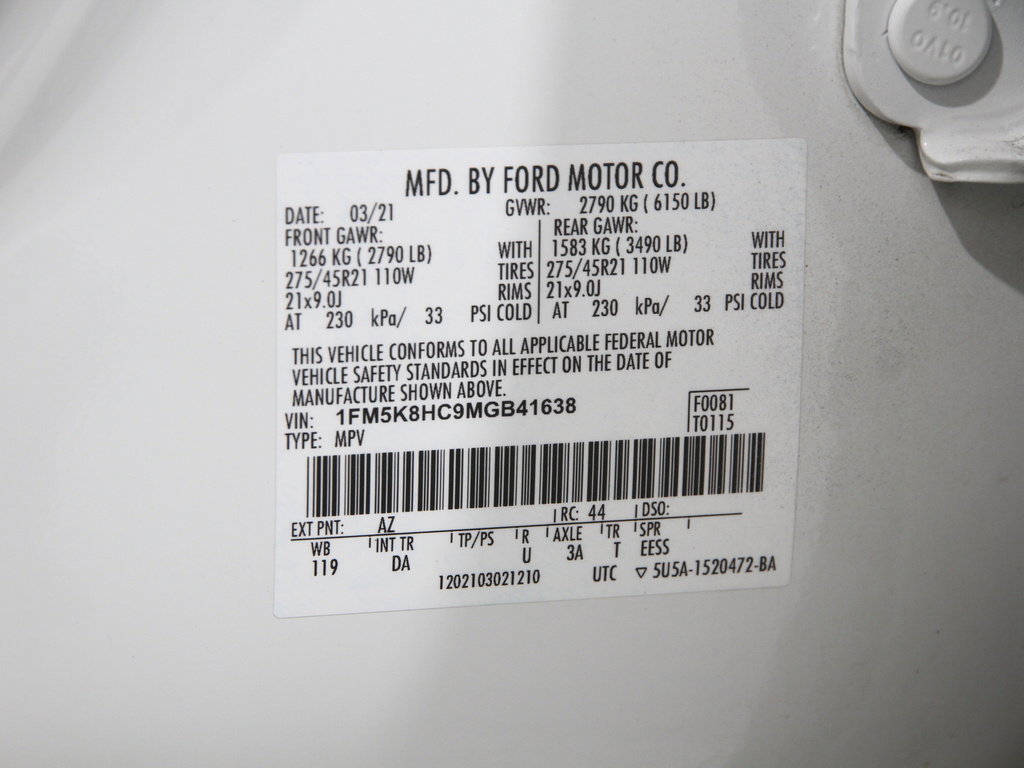 MFD. BY FORD MOTOR CO.
DATE: 03/21 GVWR: 2790 KG ( 6150 LB)
FRONT GAWR: REAR GAWR:
1266 KG ( 2790 LB) WITH 1583 KG ( 3490 LB) WITH
275/45R21 110W TIRES 275/45R21 110W TIRES
21x9.0J RIMS 21x9.0J RIMS
AT 230 kPa/ 33 PSI COLD AT 230 kPa/ 33 PSI COLD
THIS VEHICLE CONFORMS TO ALL APPLICABLE FEDERAL MOTOR
VEHICLE SAFETY STANDARDS IN EFFECT ON THE DATE OF
MANUFACTURE SHOWN ABOVE.
VIN: 1FM5K8HC9MGB41638 F0081
TYPE: MPV T0115
EXT PNT: AZ RC: 44 DSO:
WB INT TR TP/PS R AXLE TR SPR
119 DA U 3A T EESS
1202103021210 UTC ▽ 5U5A-1520472-BA
10.9
01VO